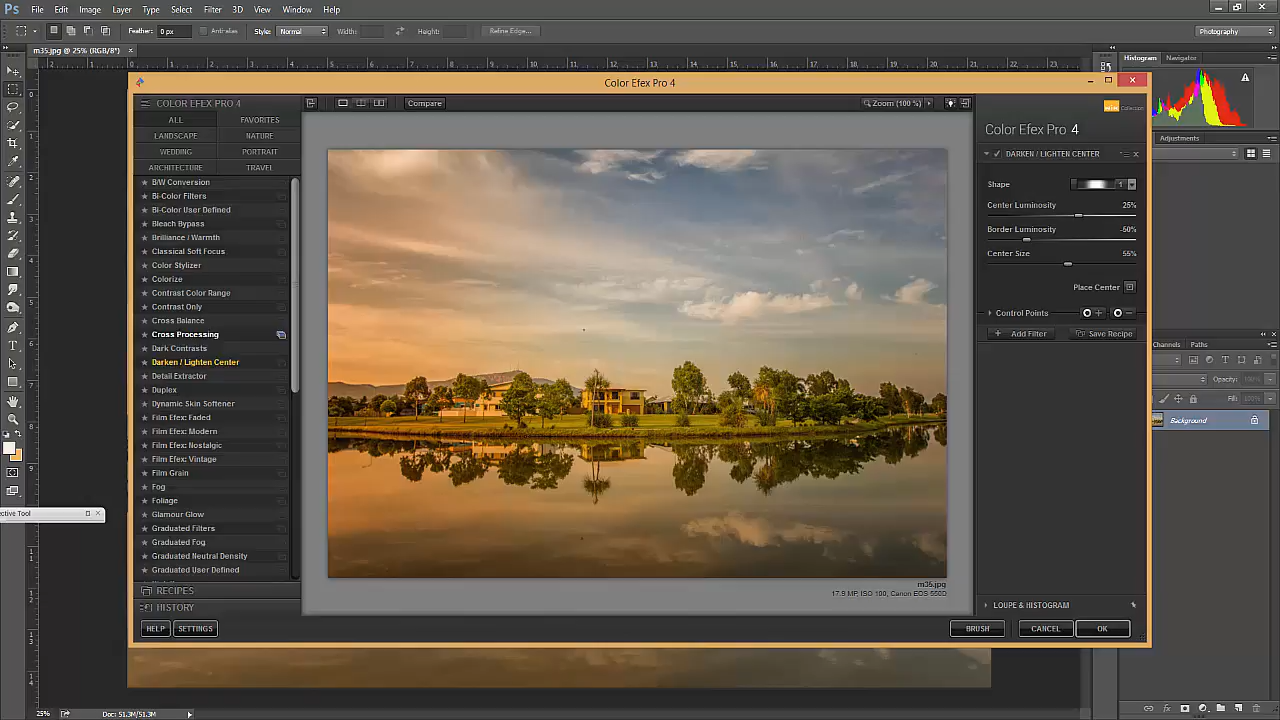 Ps File Edit Image Layer Type Select Filter 3D View Window Help
Feather: 0 px Anti-alias Style: Normal Width: Height: Refine Edge... Photography
m35.jpg @ 25% (RGB/8*) × Histogram Navigator
Color Efex Pro 4
COLOR EFEX PRO 4 Compare Zoom (100 %)
ALL FAVORITES
LANDSCAPE NATURE
WEDDING PORTRAIT
ARCHITECTURE TRAVEL
B/W Conversion
Bi-Color Filters
Bi-Color User Defined
Bleach Bypass
Brilliance / Warmth
Classical Soft Focus
Color Stylizer
Colorize
Contrast Color Range
Contrast Only
Cross Balance
Cross Processing
Dark Contrasts
Darken / Lighten Center
Detail Extractor
Duplex
Dynamic Skin Softener
Film Efex: Faded
Film Efex: Modern
Film Efex: Nostalgic
Film Efex: Vintage
Film Grain
Fog
Foliage
Glamour Glow
Graduated Filters
Graduated Fog
Graduated Neutral Density
Graduated User Defined
RECIPES
HISTORY
HELP SETTINGS
m35.jpg
17.9 MP, ISO 100, Canon EOS 550D
BRUSH CANCEL OK
Collection
Color Efex Pro 4
DARKEN / LIGHTEN CENTER
Shape 1
Center Luminosity 25%
Border Luminosity -50%
Center Size 55%
Place Center
Control Points
Add Filter Save Recipe
LOUPE & HISTOGRAM
Adjustments
Channels Paths
Opacity: 100%
Fill: 100%
Background
ective Tool
25% Doc: 51.3M/51.3M